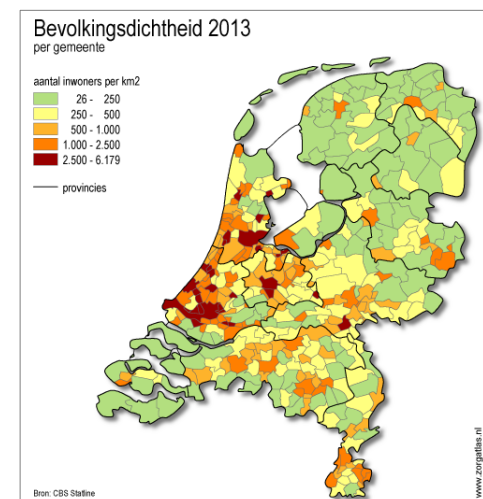 Bevolkingsdichtheid 2013
per gemeente
aantal inwoners per km2
26 - 250
250 - 500
500 - 1.000
1.000 - 2.500
2.500 - 6.179
provincies
Bron: CBS Statline
www.zorgatlas.nl